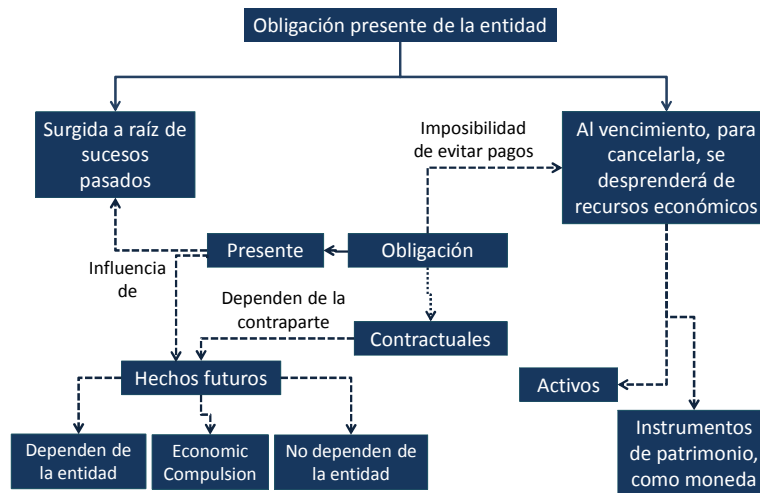 Obligación presente de la entidad
Surgida a raíz de
sucesos
pasados
Imposibilidad
de evitar pagos
Al vencimiento, para
cancelarla, se
desprenderá de
recursos económicos
Presente
Obligación
Influencia
de
Dependen de la
contraparte
Contractuales
Hechos futuros
Activos
Dependen de
la entidad
Economic
Compulsion
No dependen de
la entidad
Instrumentos
de patrimonio,
como moneda